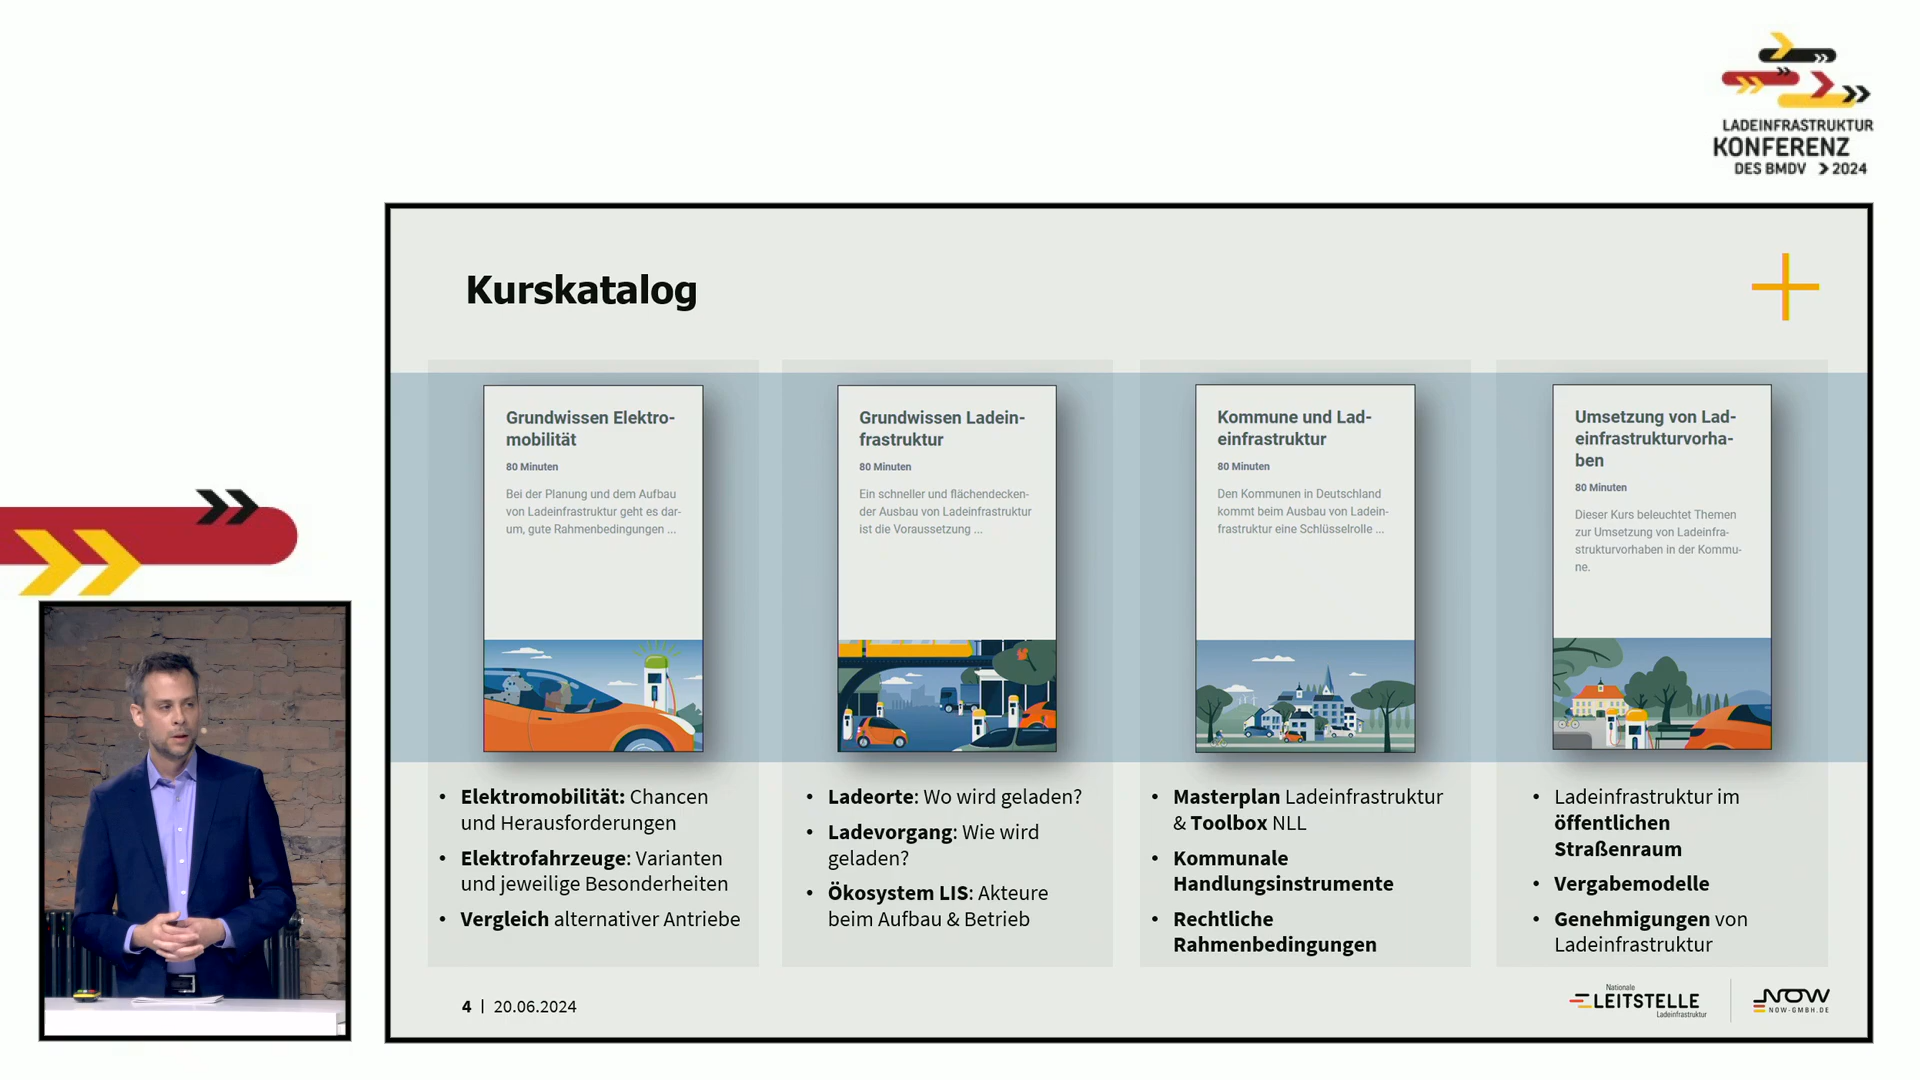 LADEINFRASTRUKTUR
KONFERENZ
DES BMDV 2024
Kurskatalog
Grundwissen Elektro-
mobilität
80 Minuten
Bei der Planung und dem Aufbau
von Ladeinfrastruktur geht es dar-
um, gute Rahmenbedingungen ...
Elektromobilität: Chancen
und Herausforderungen
Elektrofahrzeuge: Varianten
und jeweilige Besonderheiten
Vergleich alternativer Antriebe
Grundwissen Ladein-
frastruktur
80 Minuten
Ein schneller und flächendecken-
der Ausbau von Ladeinfrastruktur
ist die Voraussetzung ...
Ladeorte: Wo wird geladen?
Ladevorgang: Wie wird
geladen?
Ökosystem LIS: Akteure
beim Aufbau & Betrieb
Kommune und Lad-
einfrastruktur
80 Minuten
Den Kommunen in Deutschland
kommt beim Ausbau von Ladein-
frastruktur eine Schlüsselrolle ...
Masterplan Ladeinfrastruktur
& Toolbox NLL
Kommunale
Handlungsinstrumente
Rechtliche
Rahmenbedingungen
Umsetzung von Lad-
einfrastrukturvorha-
ben
80 Minuten
Dieser Kurs beleuchtet Themen
zur Umsetzung von Ladeinfra-
strukturvorhaben in der Kommu-
ne.
Ladeinfrastruktur im
öffentlichen
Straßenraum
Vergabemodelle
Genehmigungen von
Ladeinfrastruktur
4 | 20.06.2024
Nationale
LEITSTELLE
Ladeinfrastruktur
NOW
NOW-GMBH.DE